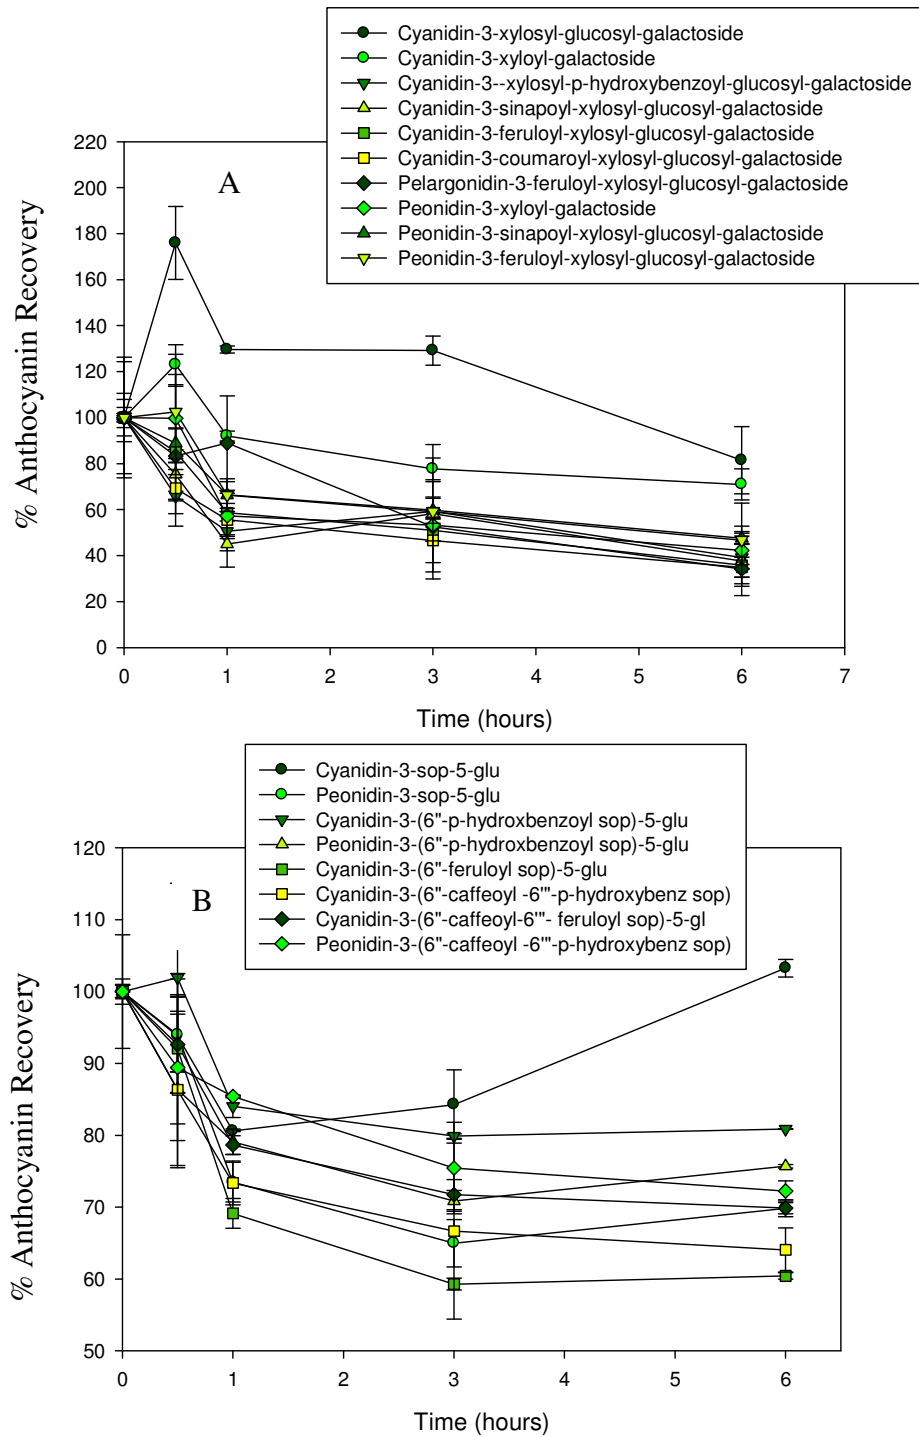 Cyanidin-3-xylosyl-glucosyl-galactoside
Cyanidin-3-xyloyl-galactoside
Cyanidin-3--xylosyl-p-hydroxybenzoyl-glucosyl-galactoside
Cyanidin-3-sinapoyl-xylosyl-glucosyl-galactoside
Cyanidin-3-feruloyl-xylosyl-glucosyl-galactoside
Cyanidin-3-coumaroyl-xylosyl-glucosyl-galactoside
Pelargonidin-3-feruloyl-xylosyl-glucosyl-galactoside
Peonidin-3-xyloyl-galactoside
Peonidin-3-sinapoyl-xylosyl-glucosyl-galactoside
Peonidin-3-feruloyl-xylosyl-glucosyl-galactoside
A
% Anthocyanin Recovery
220
200
180
160
140
120
100
80
60
40
20
0
0 1 2 3 4 5 6 7
Time (hours)
Cyanidin-3-sop-5-glu
Peonidin-3-sop-5-glu
Cyanidin-3-(6"-p-hydroxbenzoyl sop)-5-glu
Peonidin-3-(6"-p-hydroxbenzoyl sop)-5-glu
Cyanidin-3-(6"-feruloyl sop)-5-glu
Cyanidin-3-(6"-caffeoyl -6'"-p-hydroxybenz sop)
Cyanidin-3-(6"-caffeoyl-6'"- feruloyl sop)-5-gl
Peonidin-3-(6"-caffeoyl -6'"-p-hydroxybenz sop)
B
% Anthocyanin Recovery
120
110
100
90
80
70
60
50
0 1 2 3 4 5 6
Time (hours)